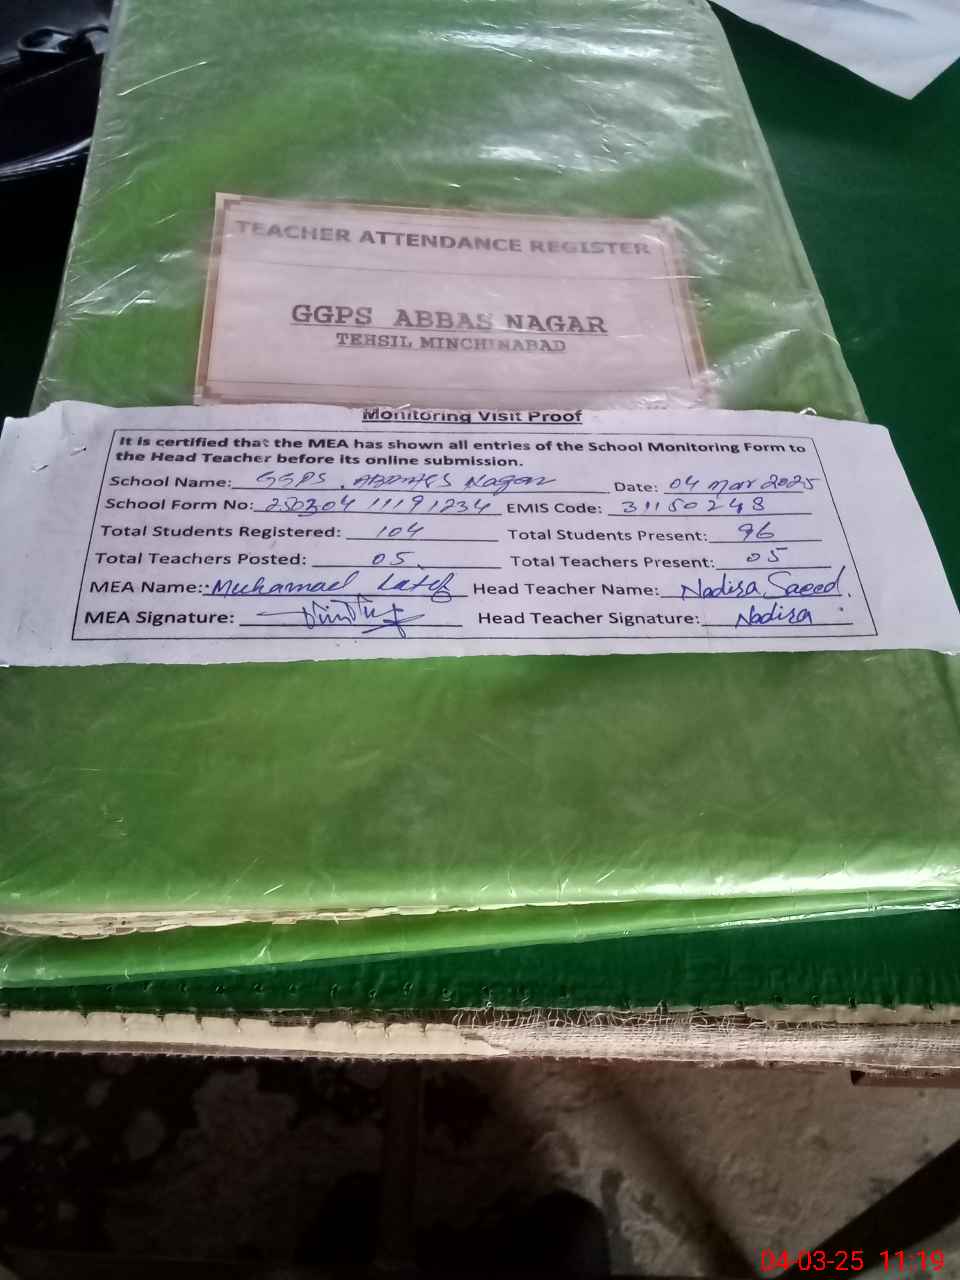 TEACHER ATTENDANCE REGISTER
GGPS ABBAS NAGAR
TEHSIL MINCHINABAD
Monitoring Visit Proof
It is certified that the MEA has shown all entries of the School Monitoring Form to
the Head Teacher before its online submission.
School Name: GGPS Abbas Nagar Date: 04 Mar 2025
School Form No: 250304 11191234 EMIS Code: 31150248
Total Students Registered: 104 Total Students Present: 96
Total Teachers Posted: 05 Total Teachers Present: 05
MEA Name: Muhamad Latif Head Teacher Name: Nadisa Saeed.
MEA Signature: Head Teacher Signature: Nadisa
04-03-25 11:19